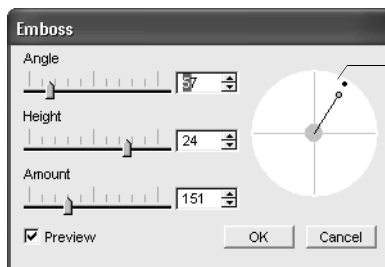 Emboss
Angle
57
Height
24
Amount
151
Preview
OK Cancel